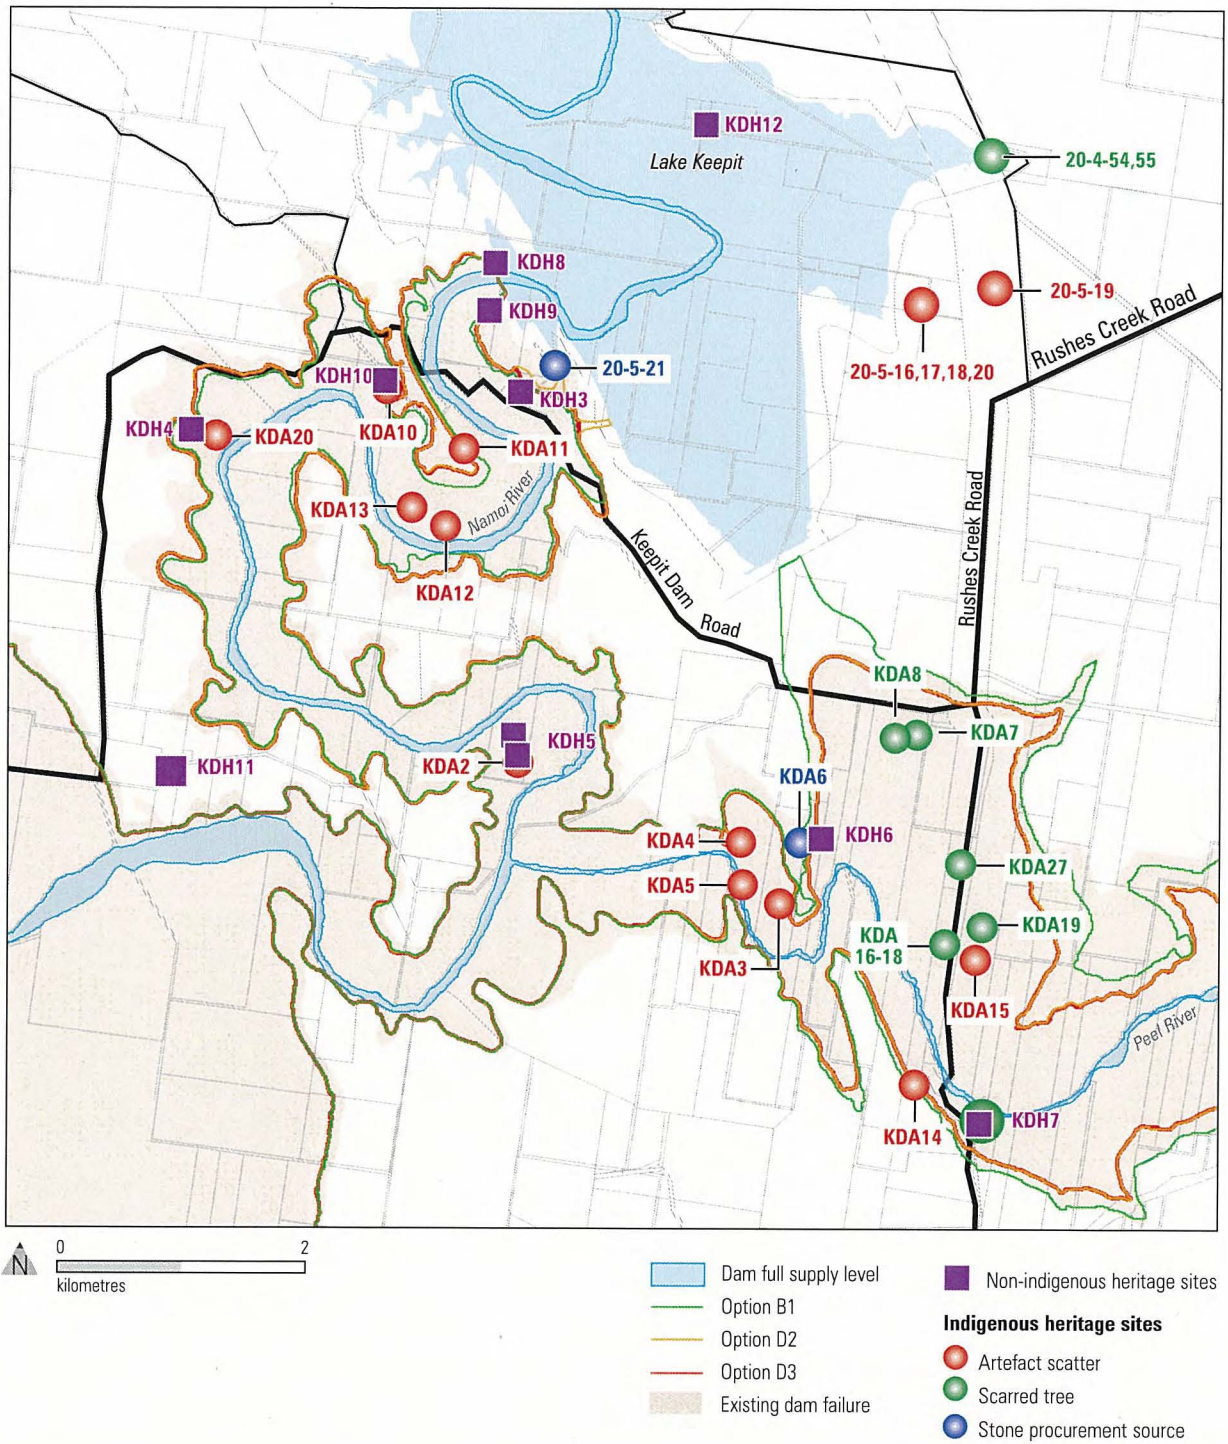 KDH12
Lake Keepit
20-4-54,55
KDH8
20-5-19
KDH9
Rushes Creek Road
20-5-21
20-5-16,17,18,20
KDH10
KDH3
KDH4
KDA20
KDA10
KDA11
KDA13
Namoi River
KDA12
Keepit Dam
Road
Rushes Creek Road
KDA8
KDA7
KDH5
KDA2
KDH11
KDA6
KDA4
KDH6
KDA5
KDA27
KDA19
KDA
16-18
KDA3
KDA15
Peel River
KDA14
KDH7
N
0 2
kilometres
Dam full supply level
Option B1
Option D2
Option D3
Existing dam failure
Non-indigenous heritage sites
Indigenous heritage sites
Artefact scatter
Scarred tree
Stone procurement source